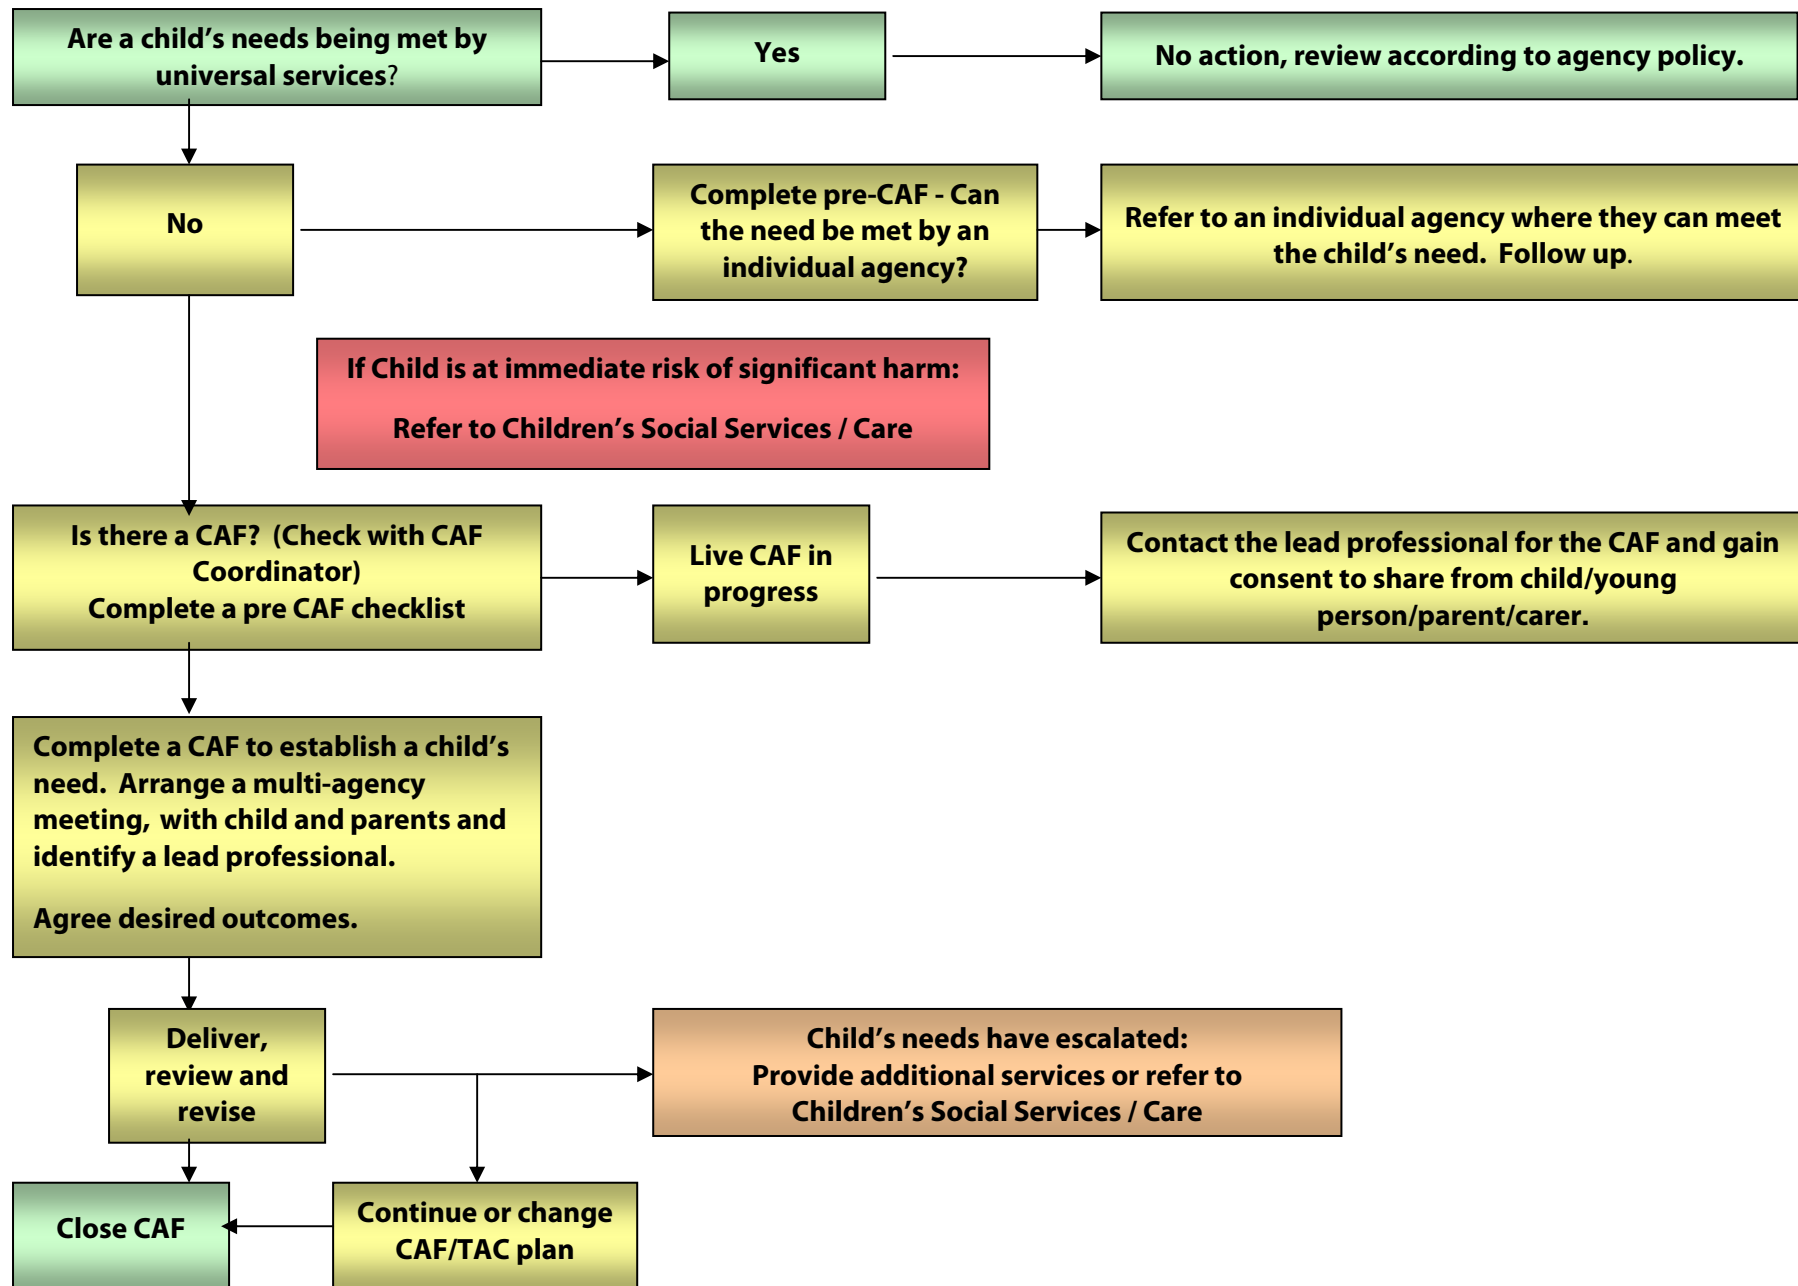 Are a child’s needs being met by
universal services?
Yes
No action, review according to agency policy.
No
Complete pre-CAF - Can
the need be met by an
individual agency?
Refer to an individual agency where they can meet
the child’s need.  Follow up.
If Child is at immediate risk of significant harm:
Refer to Children’s Social Services / Care
Is there a CAF?  (Check with CAF
Coordinator)
Complete a pre CAF checklist
Live CAF in
progress
Contact the lead professional for the CAF and gain
consent to share from child/young
person/parent/carer.
Complete a CAF to establish a child’s
need.  Arrange a multi-agency
meeting, with child and parents and
identify a lead professional.
Agree desired outcomes.
Deliver,
review and
revise
Child’s needs have escalated:
Provide additional services or refer to
Children’s Social Services / Care
Close CAF
Continue or change
CAF/TAC plan